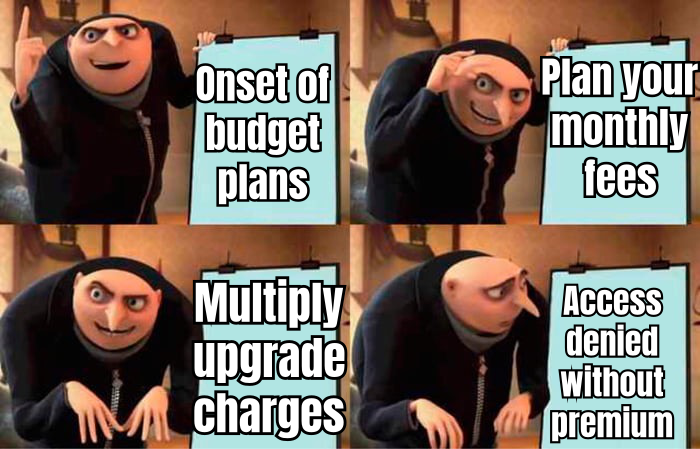 Onset of
budget
plans
Plan your
monthly
fees
Multiply
upgrade
charges
Access
denied
without
premium